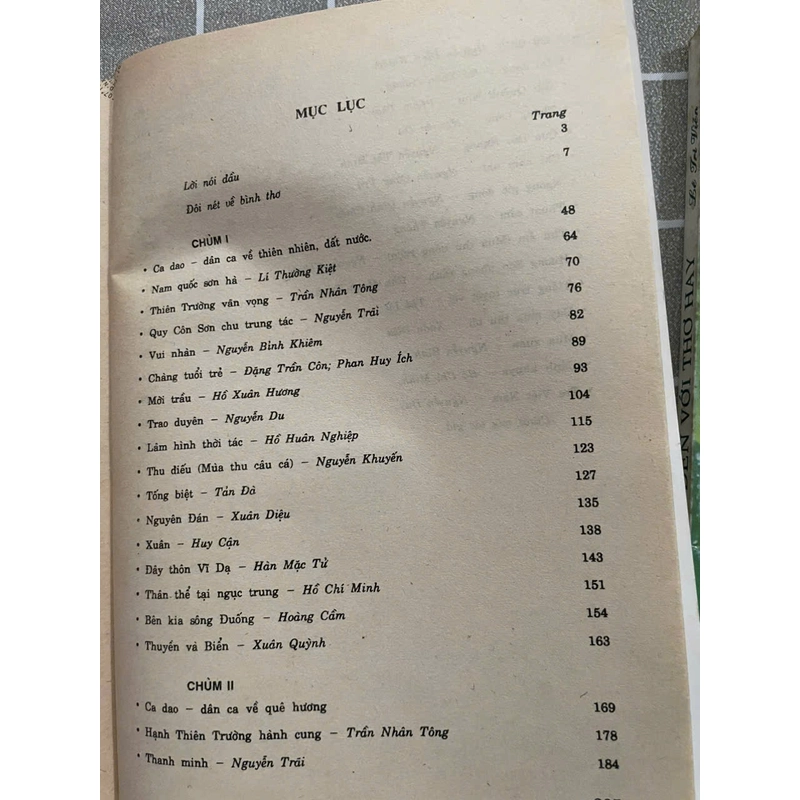 MỤC LỤC
Trang
Lời nói đầu 3
Đôi nét về bình thơ 7
CHÙM I
• Ca dao – dân ca về thiên nhiên, đất nước. 48
• Nam quốc sơn hà – Lí Thường Kiệt 64
• Thiên Trường vãn vọng – Trần Nhân Tông 70
• Quy Côn Sơn chu trung tác – Nguyễn Trãi 76
• Vui nhàn – Nguyễn Bỉnh Khiêm 82
• Chàng tuổi trẻ – Đặng Trần Côn; Phan Huy Ích 89
• Mời trầu – Hồ Xuân Hương 93
• Trao duyên – Nguyễn Du 104
• Lâm hình thời tác – Hồ Huân Nghiệp 115
• Thu điếu (Mùa thu câu cá) – Nguyễn Khuyến 123
• Tống biệt – Tản Đà 127
• Nguyên Đán – Xuân Diệu 135
• Xuân – Huy Cận 138
• Đây thôn Vĩ Dạ – Hàn Mặc Tử 143
• Thân thể tại ngục trung – Hồ Chí Minh 151
• Bên kia sông Đuống – Hoàng Cầm 154
• Thuyền và Biển – Xuân Quỳnh 163
CHÙM II
• Ca dao – dân ca về quê hương 169
• Hạnh Thiên Trường hành cung – Trần Nhân Tông 178
• Thanh minh – Nguyễn Trãi 184
Lê Trí Viễn
VỚI THƠ HAY